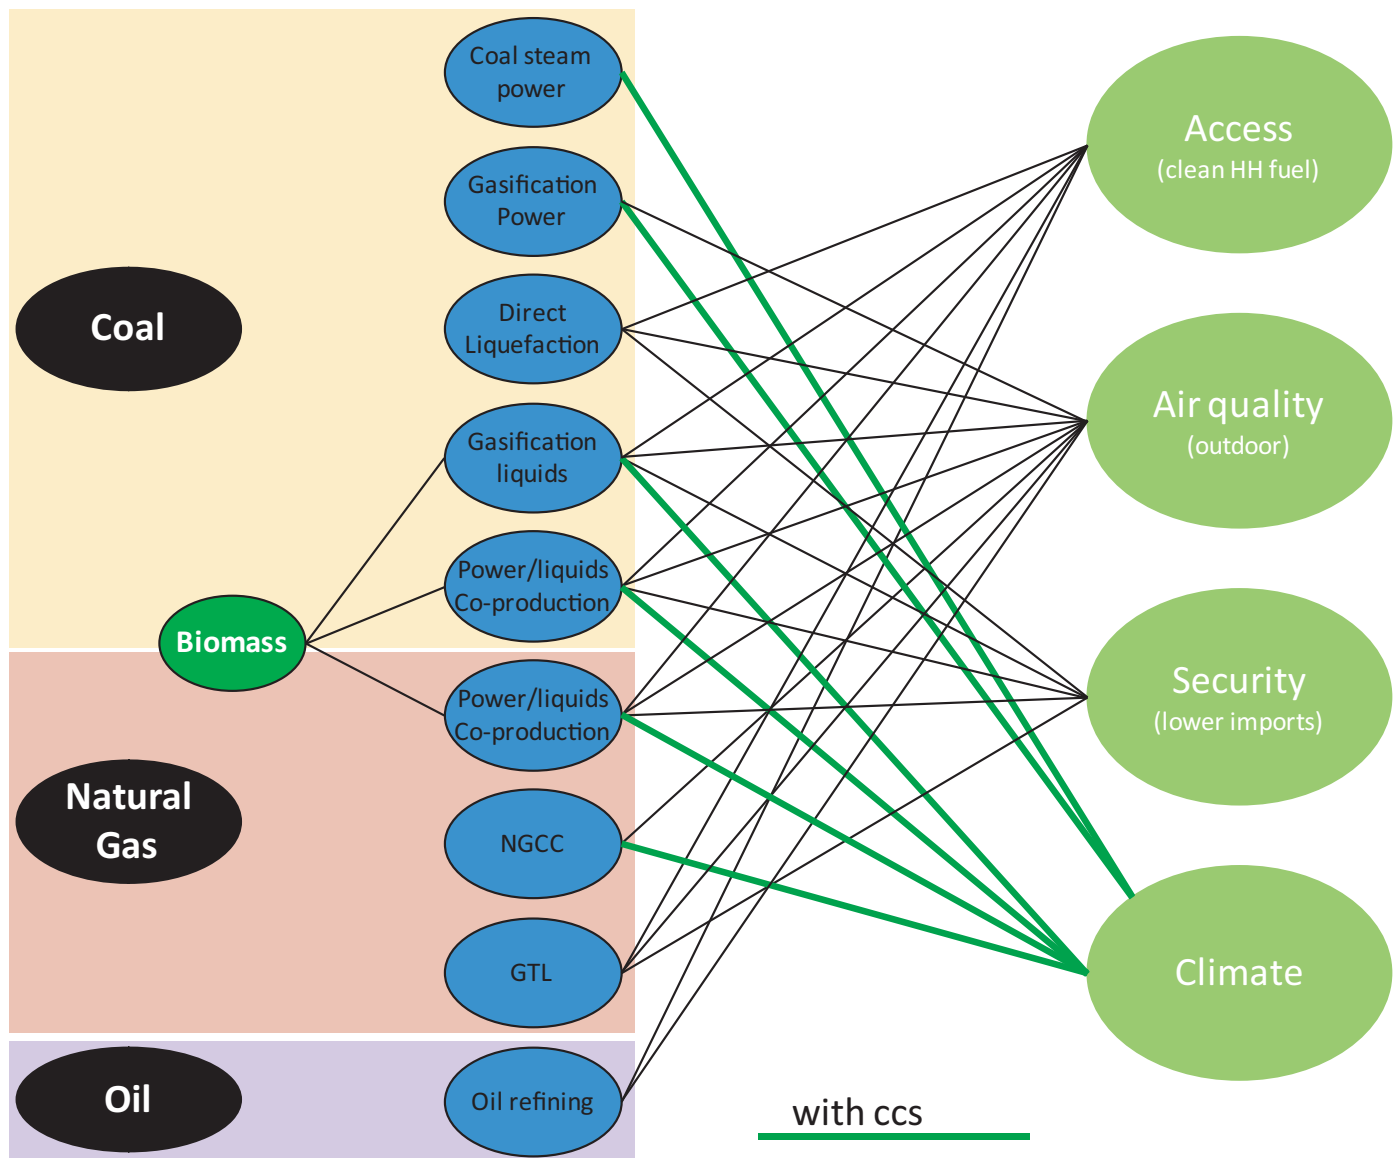 Coal
Biomass
Natural
Gas
Oil
Coal steam
power
Gasification
Power
Direct
Liquefaction
Gasification
liquids
Power/liquids
Co-production
Power/liquids
Co-production
NGCC
GTL
Oil refining
Access
(clean HH fuel)
Air quality
(outdoor)
Security
(lower imports)
Climate
with ccs